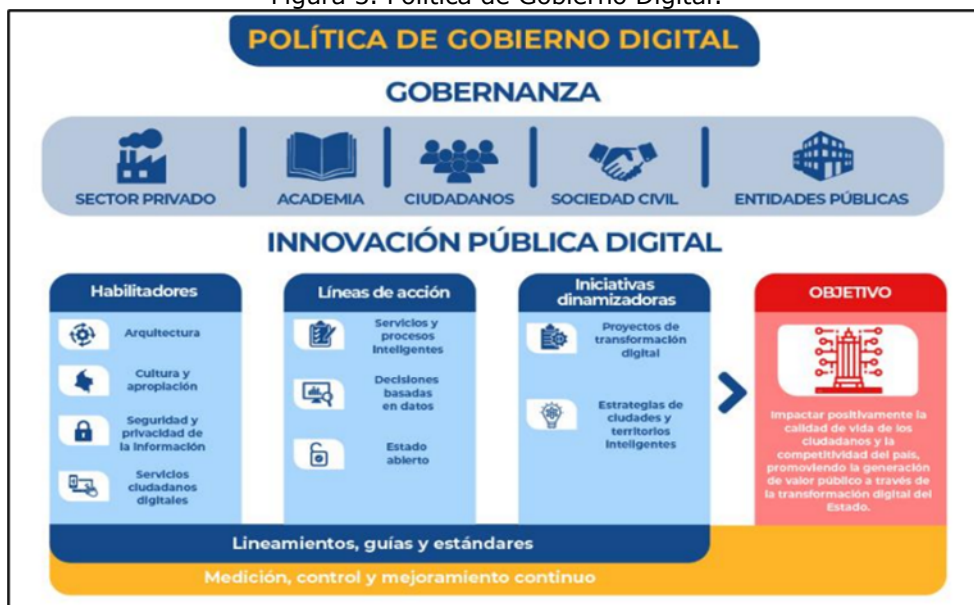 Figura 3. Política de Gobierno Digital.
POLÍTICA DE GOBIERNO DIGITAL
GOBERNANZA
SECTOR PRIVADO
ACADEMIA
CIUDADANOS
SOCIEDAD CIVIL
ENTIDADES PÚBLICAS
INNOVACIÓN PÚBLICA DIGITAL
Habilitadores
Arquitectura
Cultura y
apropiación
Seguridad y
privacidad de
la Información
Servicios
ciudadanos
digitales
Líneas de acción
Servicios y
procesos
Inteligentes
Decisiones
basadas
en datos
Estado
abierto
Iniciativas
dinamizadoras
Proyectos de
transformación
digital
Estrategias de
ciudades y
territorios
Inteligentes
OBJETIVO
Impactar positivamente la
calidad de vida de los
ciudadanos y la
competitividad del país,
promoviendo la generación
de valor público a través de
la transformación digital del
Estado.
Lineamientos, guías y estándares
Medición, control y mejoramiento continuo